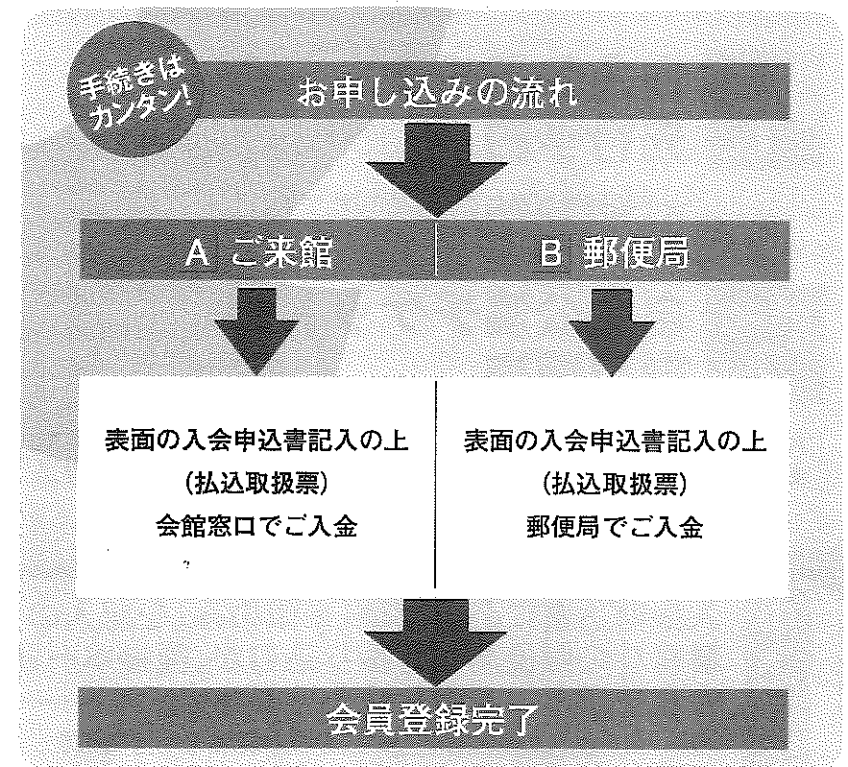 手続きは
カンタン!
お申し込みの流れ
A ご来館
B 郵便局
表面の入会申込書記入の上
(払込取扱票)
会館窓口でご入金
表面の入会申込書記入の上
(払込取扱票)
郵便局でご入金
会員登録完了